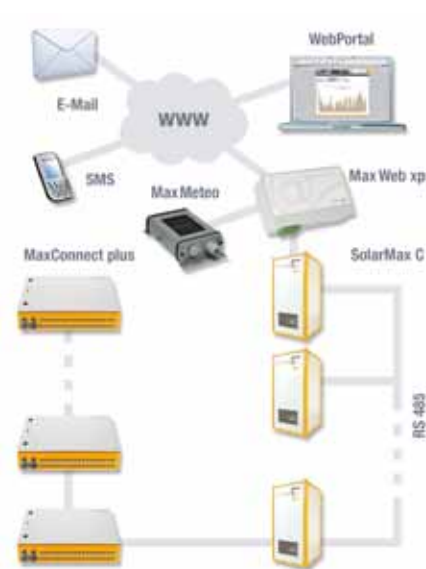 WebPortal
E-Mail
WWW
SMS
MaxMeteo
Max Web xp
MaxConnect plus
SolarMax C
RS 485